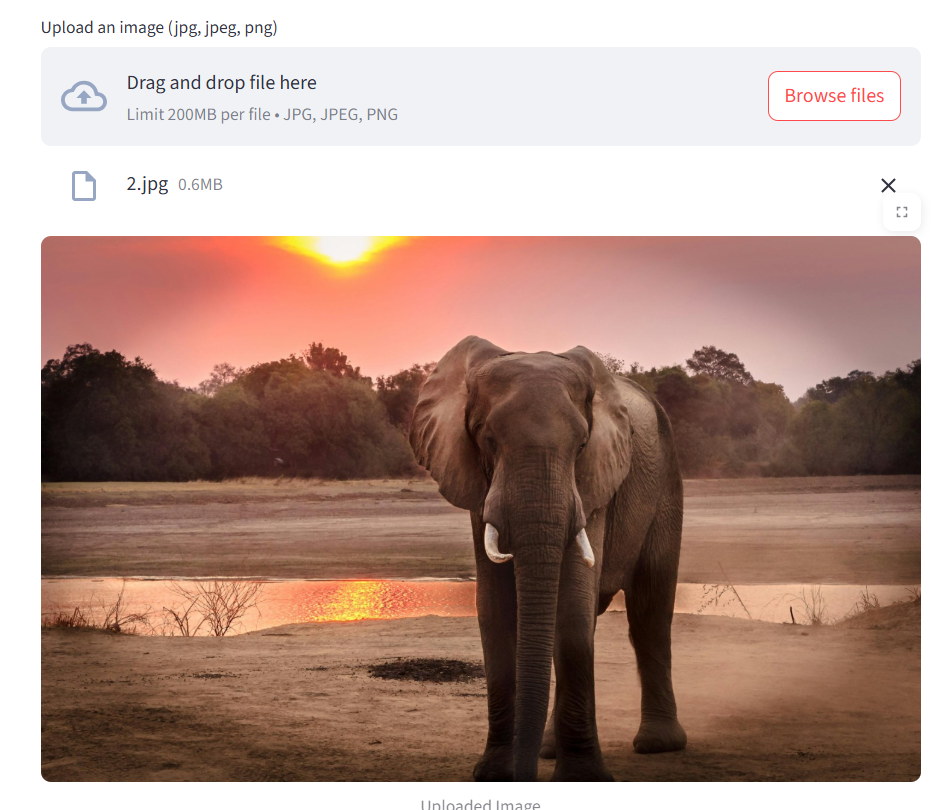 Upload an image (jpg, jpeg, png)
Drag and drop file here
Limit 200MB per file • JPG, JPEG, PNG
Browse files
2.jpg 0.6MB
Uploaded Image